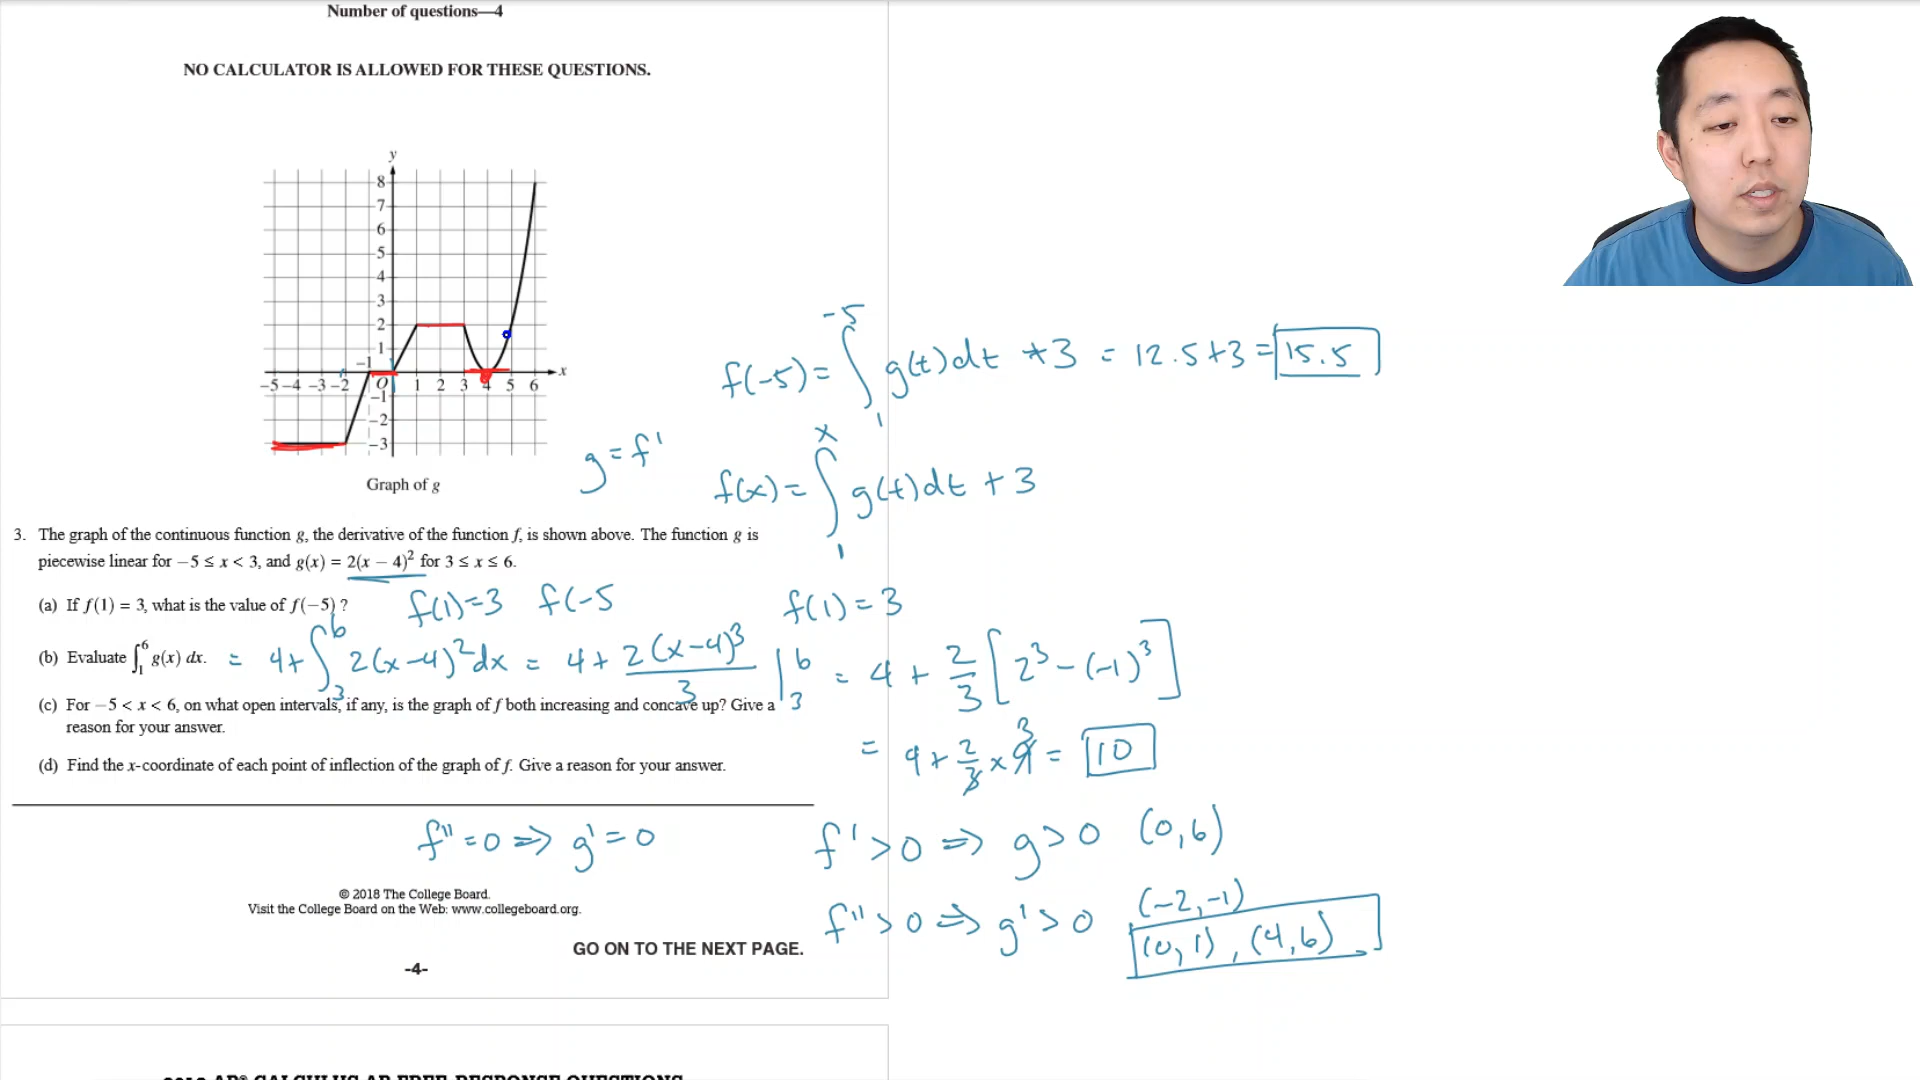 Number of questions—4
NO CALCULATOR IS ALLOWED FOR THESE QUESTIONS.
y
8
7
6
5
4
3
2
1
-1
x
-5 -4 -3 -2 O 1 2 3 4 5 6
-1
-2
-3
Graph of g
g = f'
f(-5) = ∫₁⁻⁵ g(t)dt + 3 = 12.5+3 = 15.5
f(x) = ∫₁ˣ g(t)dt + 3
3. The graph of the continuous function g, the derivative of the function f, is shown above. The function g is
piecewise linear for −5 ≤ x < 3, and g(x) = 2(x − 4)² for 3 ≤ x ≤ 6.
(a) If f(1) = 3, what is the value of f(−5) ?
f(1)=3 f(-5
f(1) = 3
(b) Evaluate ∫₁⁶ g(x) dx.
= 4+ ∫₃⁶ 2(x-4)²dx = 4+ 2(x-4)³/3 |₃⁶ = 4 + 2/3 [2³ - (-1)³]
= 4+ 2/3 × 9 3 = 10
(c) For −5 < x < 6, on what open intervals, if any, is the graph of f both increasing and concave up? Give a
reason for your answer.
(d) Find the x-coordinate of each point of inflection of the graph of f. Give a reason for your answer.
f''=0 ⇒ g'=0
f'>0 ⇒ g>0 (0,6)
f''>0 ⇒ g'>0 (-2,-1)
(0,1), (4,6)
© 2018 The College Board.
Visit the College Board on the Web: www.collegeboard.org.
GO ON TO THE NEXT PAGE.
-4-